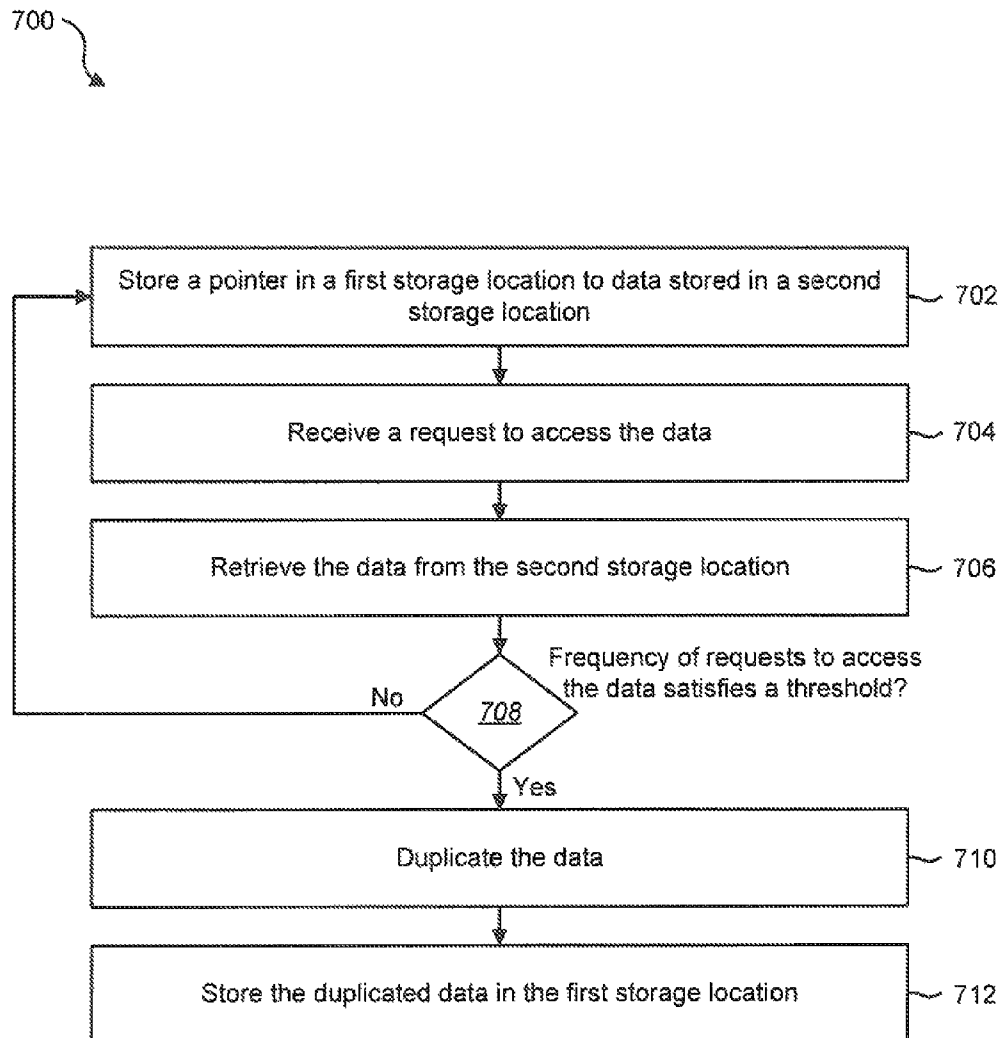 700
Store a pointer in a first storage location to data stored in a second
storage location
702
Receive a request to access the data
704
Retrieve the data from the second storage location
706
Frequency of requests to access
the data satisfies a threshold?
No
708
Yes
Duplicate the data
710
Store the duplicated data in the first storage location
712